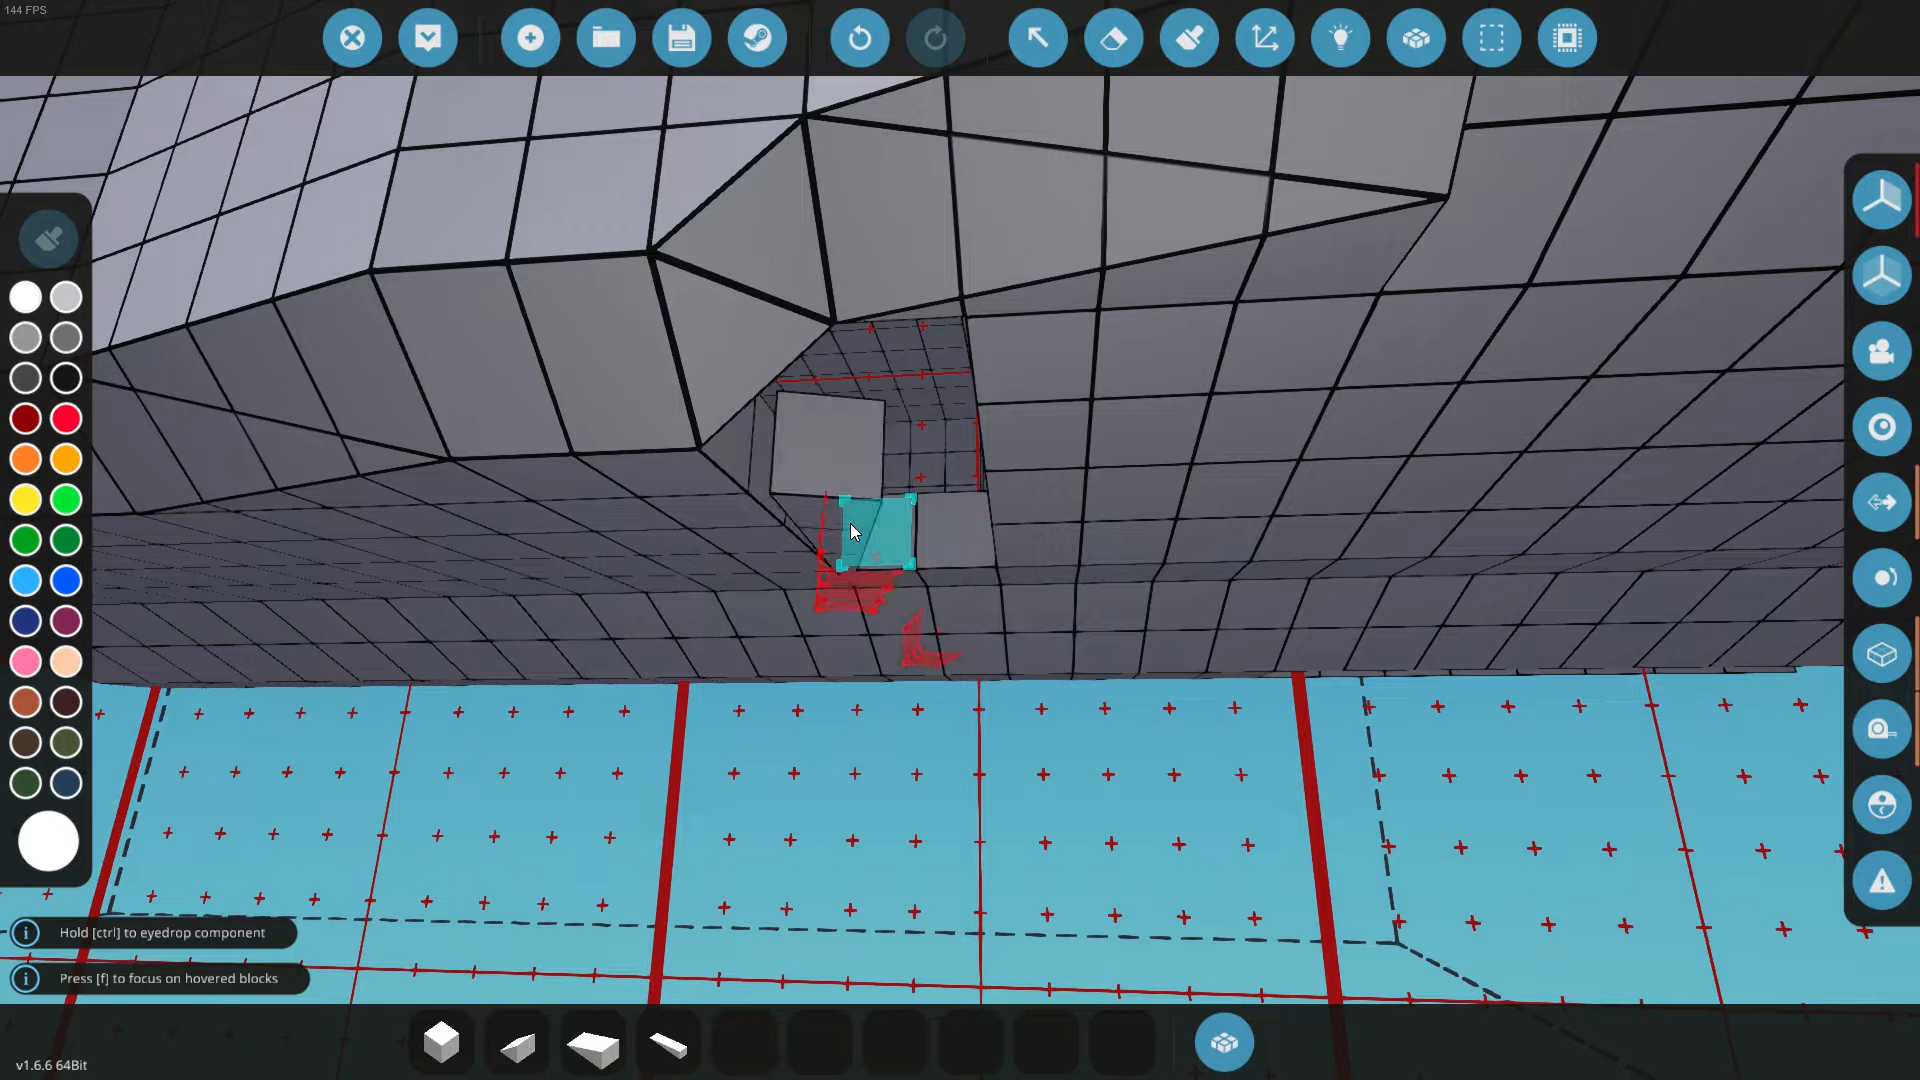 144 FPS
Hold [ctrl] to eyedrop component
Press [f] to focus on hovered blocks
v1.6.6 64Bit